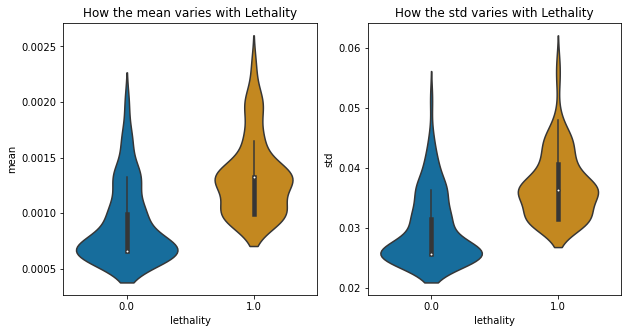 How the mean varies with Lethality
mean
0.0025
0.0020
0.0015
0.0010
0.0005
0.0
1.0
lethality
How the std varies with Lethality
std
0.06
0.05
0.04
0.03
0.02
0.0
1.0
lethality